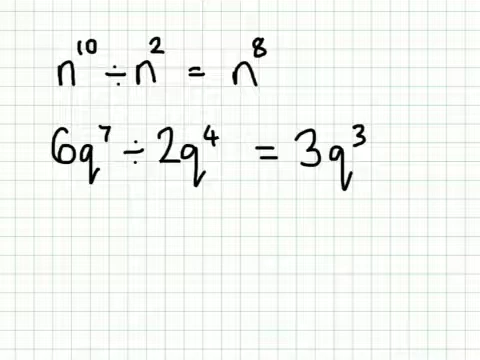 n¹⁰ ÷ n² = n⁸
6q⁷ ÷ 2q⁴ = 3q³